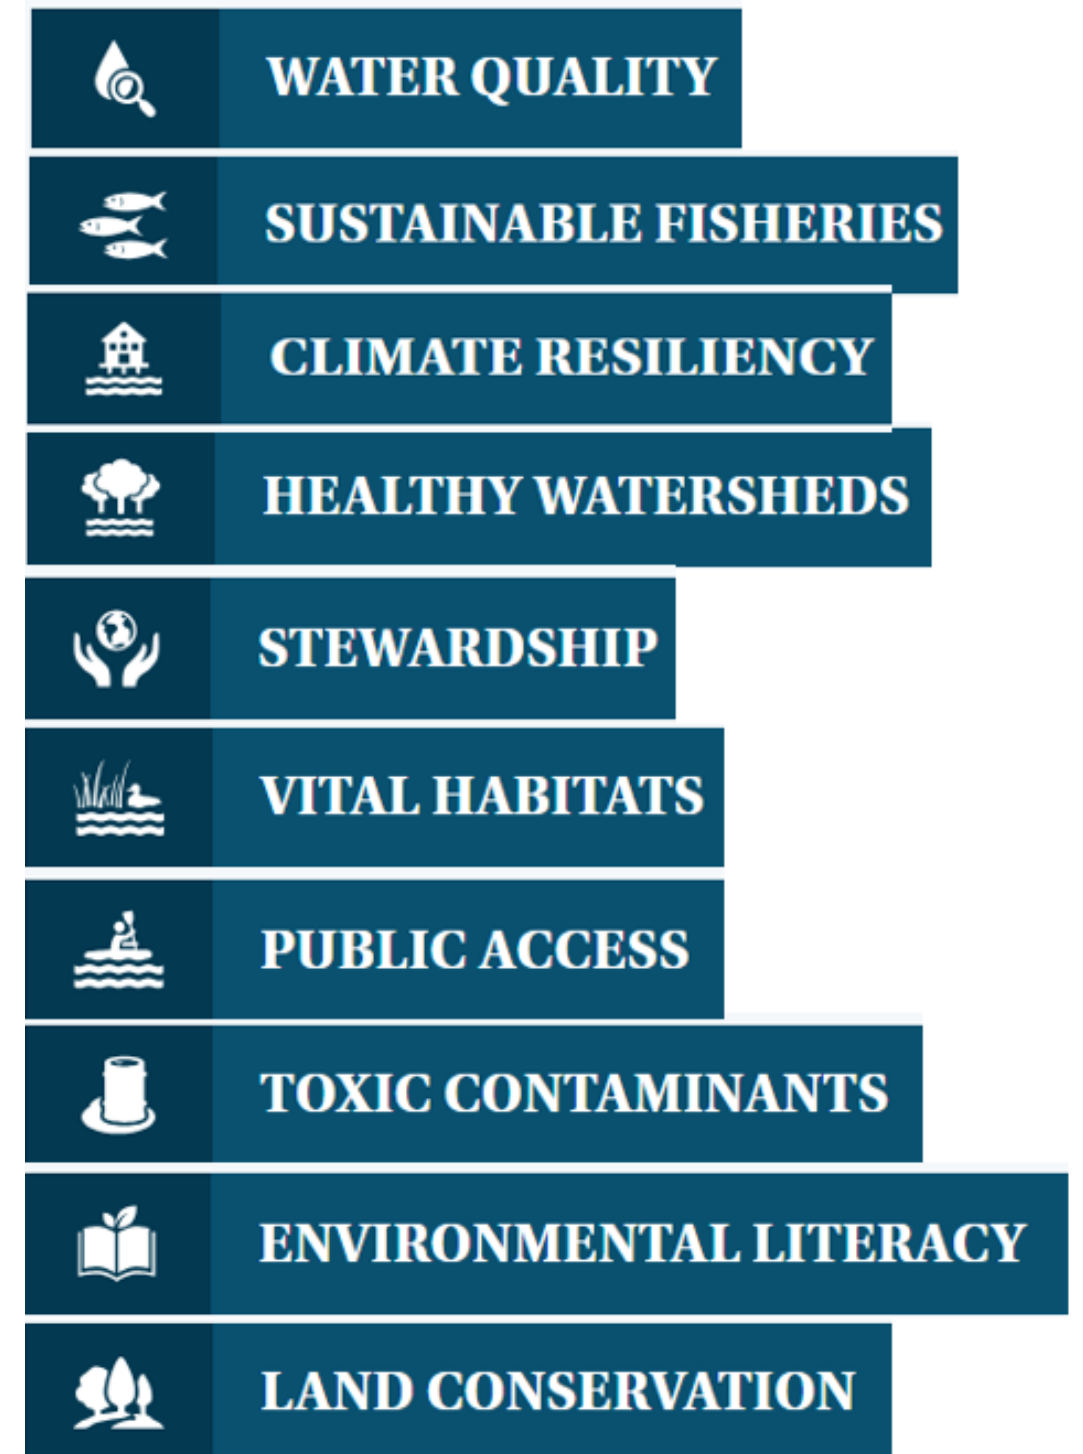 WATER QUALITY
SUSTAINABLE FISHERIES
CLIMATE RESILIENCY
HEALTHY WATERSHEDS
STEWARDSHIP
VITAL HABITATS
PUBLIC ACCESS
TOXIC CONTAMINANTS
ENVIRONMENTAL LITERACY
LAND CONSERVATION